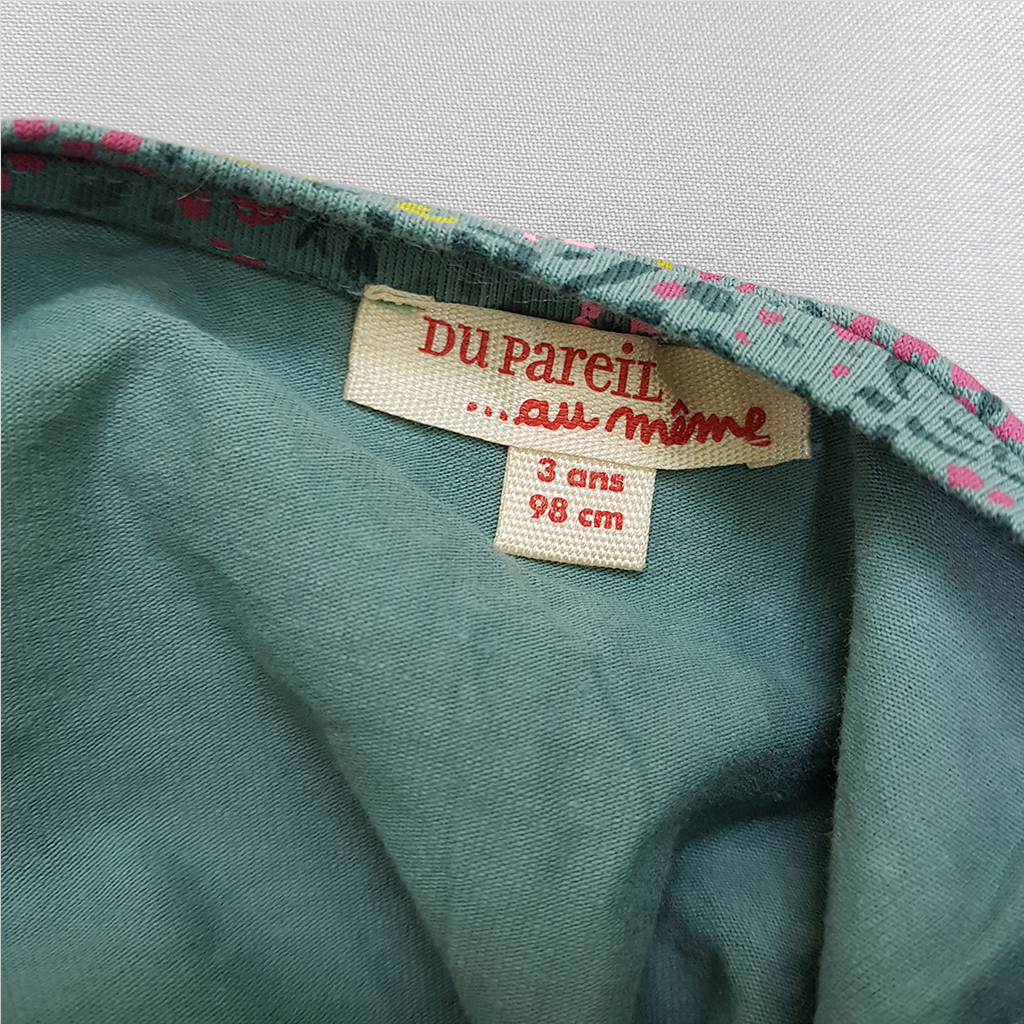 DU PareiL
...au même
3 ans
98 cm